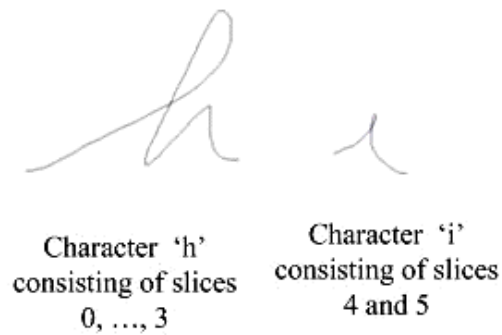 h i
Character 'h'
consisting of slices
0, ..., 3
Character 'i'
consisting of slices
4 and 5